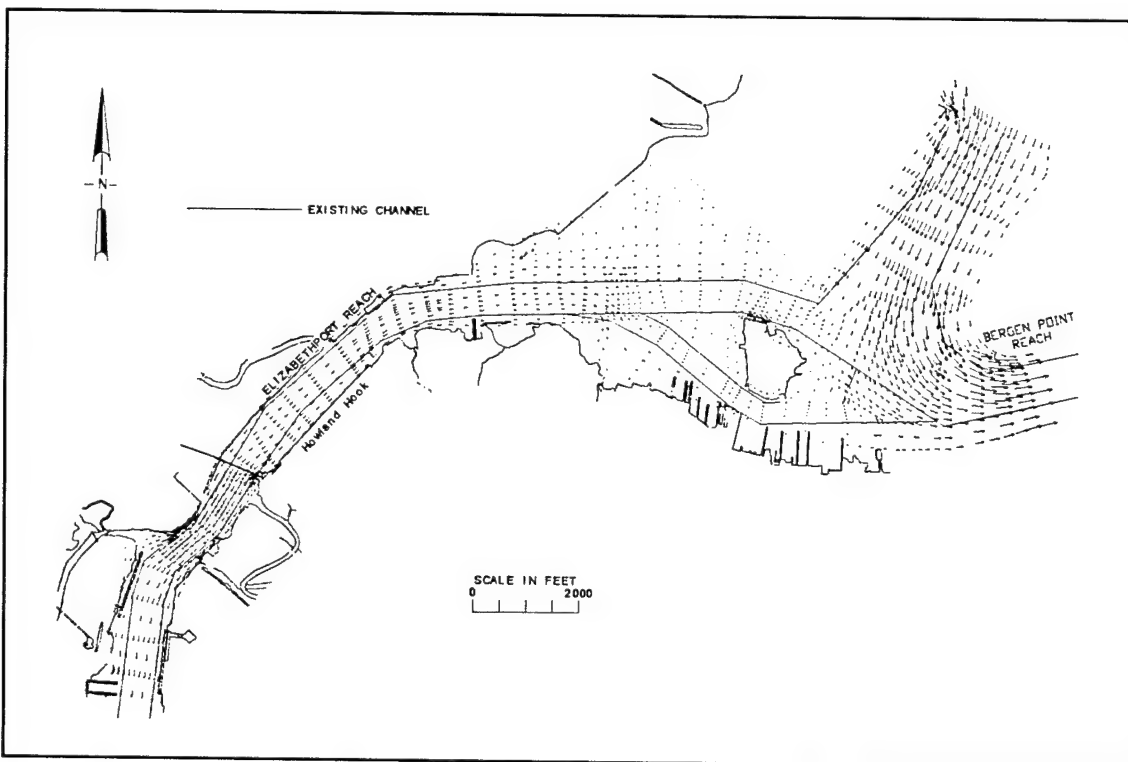 N
EXISTING CHANNEL
ELIZABETHPORT REACH
Howland Hook
BERGEN POINT
REACH
SCALE IN FEET
0 2000